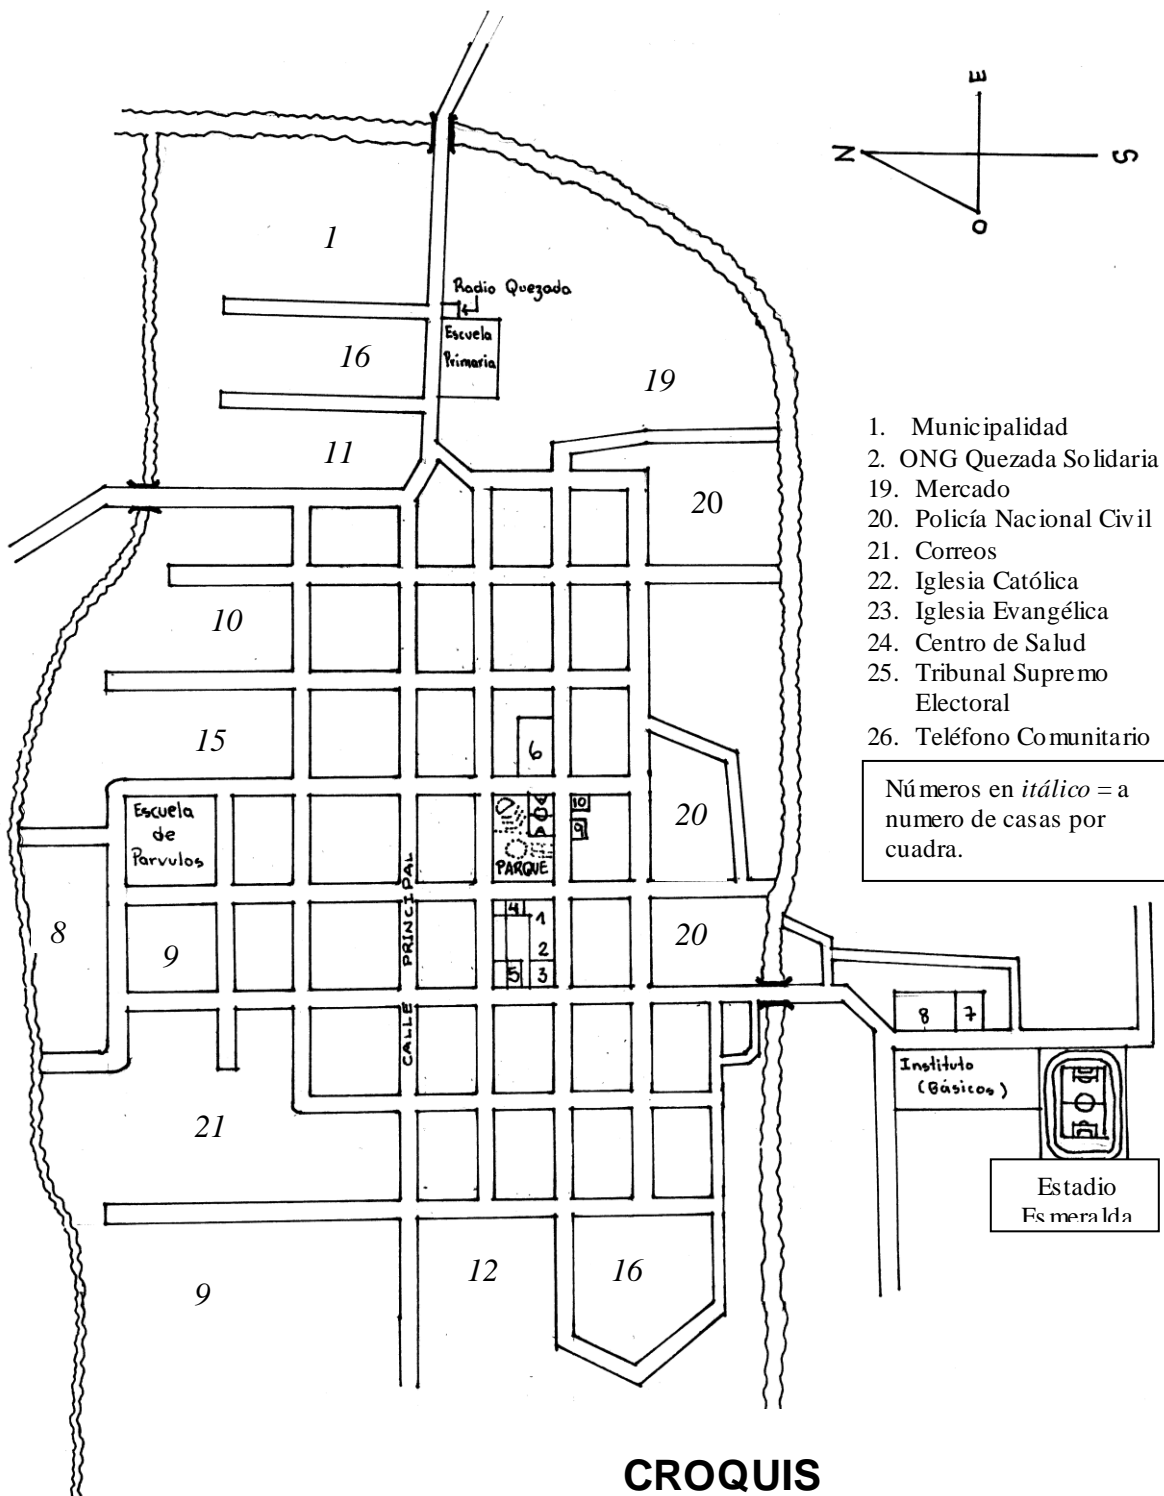 E
N
S
O
1
Radio Quezada
Escuela
Primaria
16
19
11
20
1. Municipalidad
2. ONG Quezada Solidaria
19. Mercado
20. Policía Nacional Civil
21. Correos
22. Iglesia Católica
23. Iglesia Evangélica
24. Centro de Salud
25. Tribunal Supremo
Electoral
26. Teléfono Comunitario
Números en itálico = a
numero de casas por
cuadra.
10
15
6
Escuela
de
Parvulos
10
9
20
PARQUE
CALLE PRINCIPAL
8
9
4
1
2
5
3
20
8
7
Instituto
(Básicos)
21
Estadio
Esmeralda
9
12
16
CROQUIS